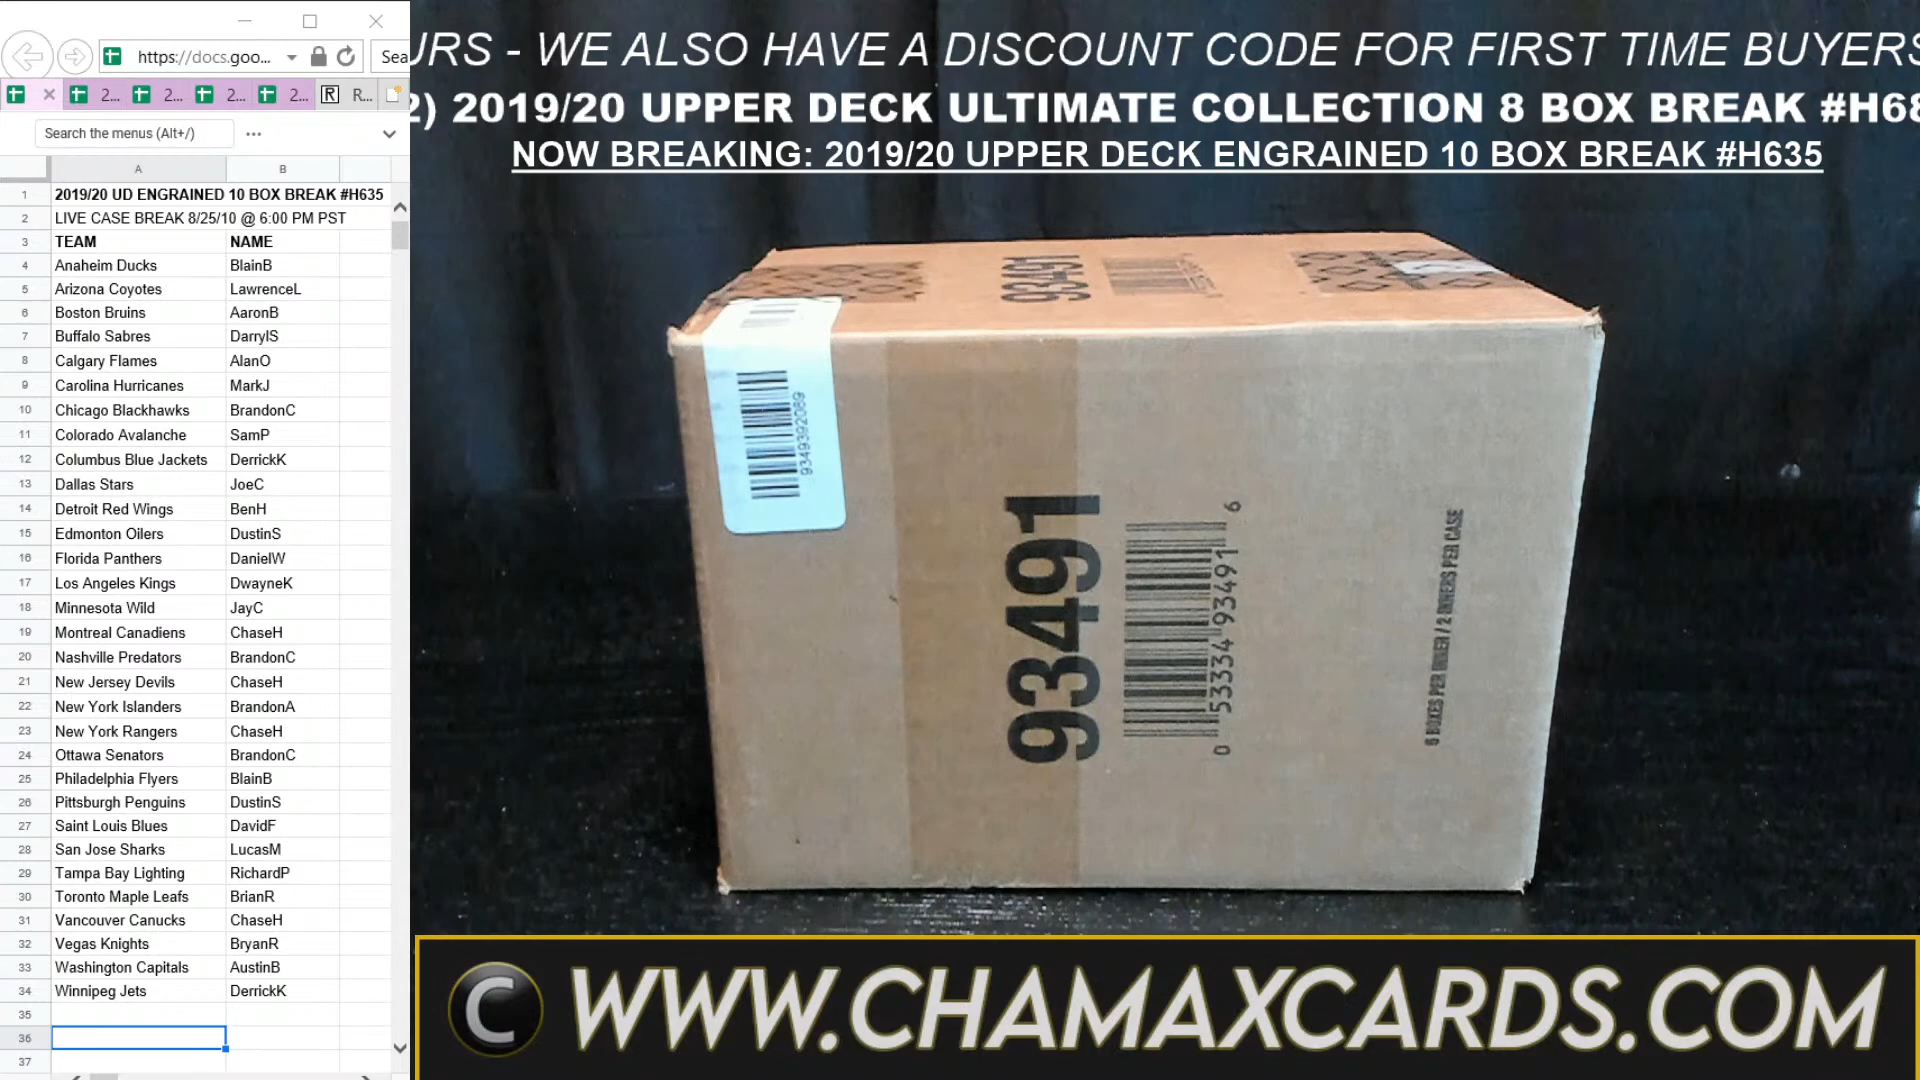 https://docs.goo...
Sea
2...
2...
2...
2...
R
R...
Search the menus (Alt+/)
A B
1 2019/20 UD ENGRAINED 10 BOX BREAK #H635
2 LIVE CASE BREAK 8/25/10 @ 6:00 PM PST
3 TEAM NAME
4 Anaheim Ducks BlainB
5 Arizona Coyotes LawrenceL
6 Boston Bruins AaronB
7 Buffalo Sabres DarrylS
8 Calgary Flames AlanO
9 Carolina Hurricanes MarkJ
10 Chicago Blackhawks BrandonC
11 Colorado Avalanche SamP
12 Columbus Blue Jackets DerrickK
13 Dallas Stars JoeC
14 Detroit Red Wings BenH
15 Edmonton Oilers DustinS
16 Florida Panthers DanielW
17 Los Angeles Kings DwayneK
18 Minnesota Wild JayC
19 Montreal Canadiens ChaseH
20 Nashville Predators BrandonC
21 New Jersey Devils ChaseH
22 New York Islanders BrandonA
23 New York Rangers ChaseH
24 Ottawa Senators BrandonC
25 Philadelphia Flyers BlainB
26 Pittsburgh Penguins DustinS
27 Saint Louis Blues DavidF
28 San Jose Sharks LucasM
29 Tampa Bay Lighting RichardP
30 Toronto Maple Leafs BrianR
31 Vancouver Canucks ChaseH
32 Vegas Knights BryanR
33 Washington Capitals AustinB
34 Winnipeg Jets DerrickK
35
36
37
URS - WE ALSO HAVE A DISCOUNT CODE FOR FIRST TIME BUYERS
2) 2019/20 UPPER DECK ULTIMATE COLLECTION 8 BOX BREAK #H68
NOW BREAKING: 2019/20 UPPER DECK ENGRAINED 10 BOX BREAK #H635
93491
9349392089
93491
0 53334 93491 6
6 BOXES PER INNER / 2 INNERS PER CASE
C WWW.CHAMAXCARDS.COM